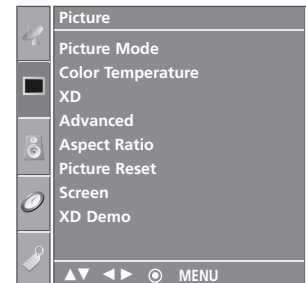 Picture
Picture Mode
Color Temperature
XD
Advanced
Aspect Ratio
Picture Reset
Screen
XD Demo
▲▼ ◄► ◉ MENU